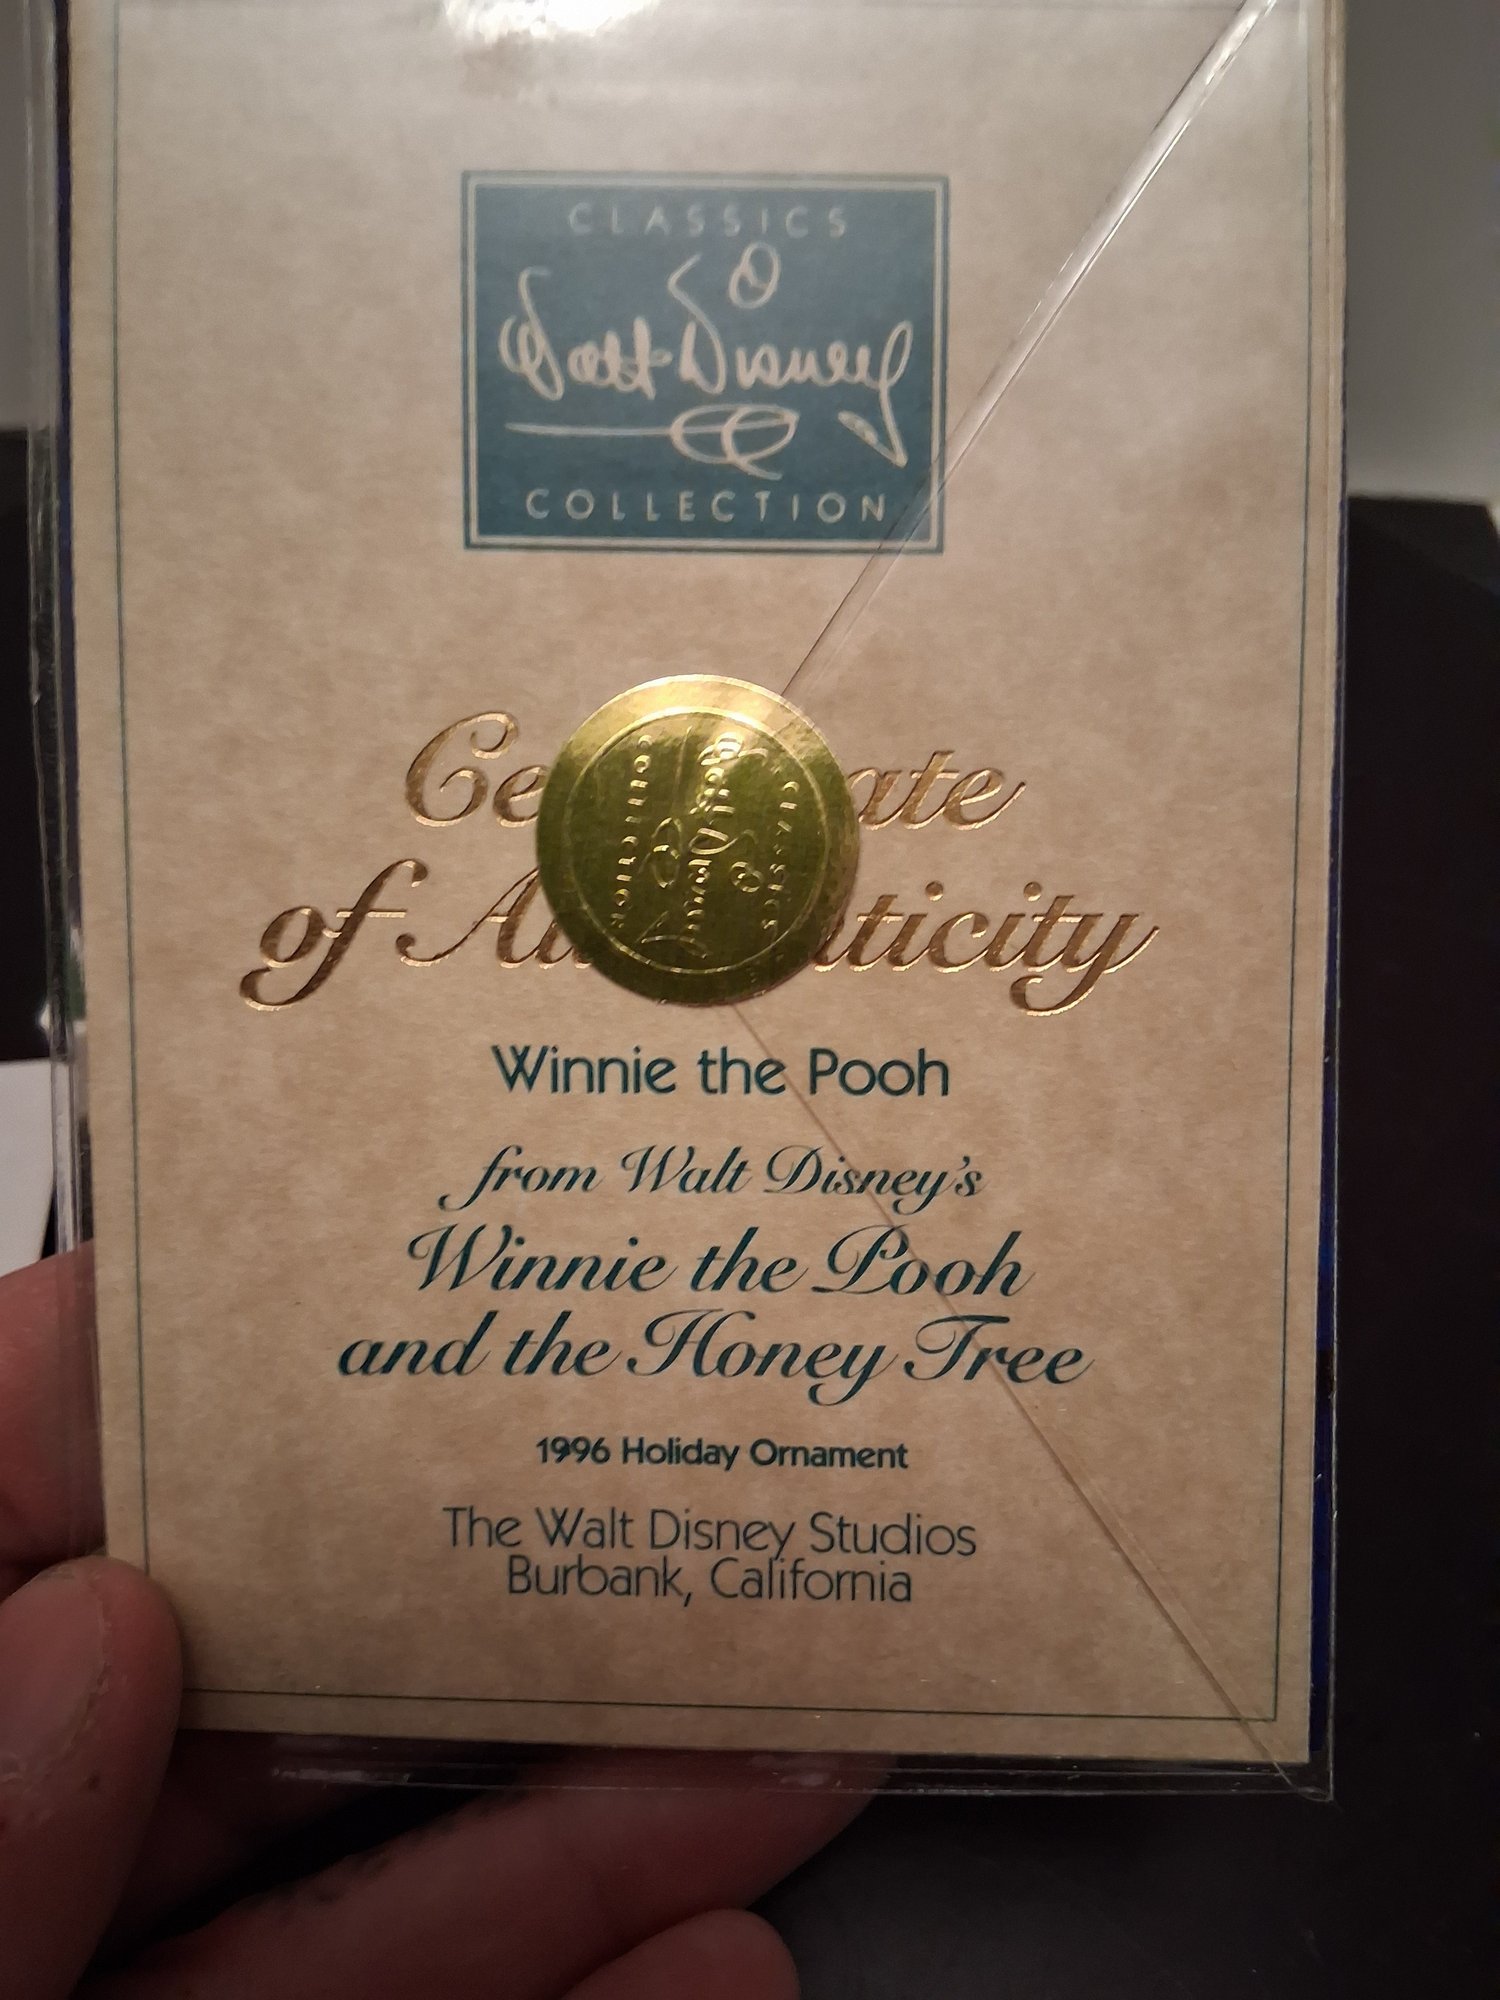 CLASSICS
Walt Disney
COLLECTION
of
Winnie the Pooh
from Walt Disney's
Winnie the Pooh
and the Honey Tree
1996 Holiday Ornament
The Walt Disney Studios
Burbank, California